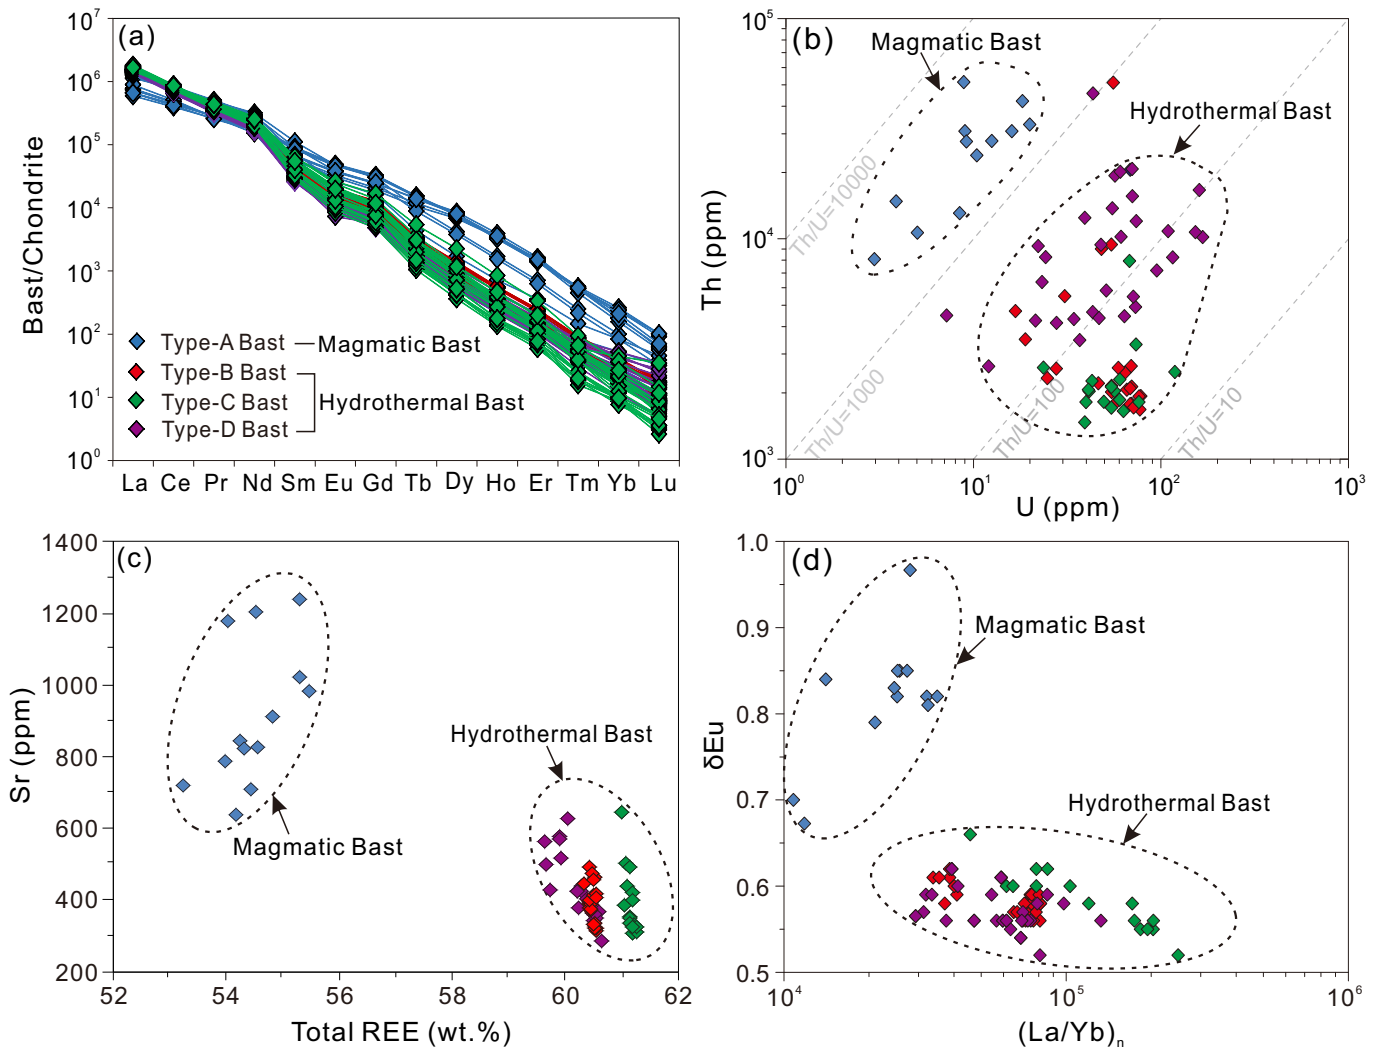 (a)
Bast/Chondrite
10⁷
10⁶
10⁵
10⁴
10³
10²
10¹
10⁰
Type-A Bast — Magmatic Bast
Type-B Bast
Type-C Bast
Type-D Bast
Hydrothermal Bast
La Ce Pr Nd Sm Eu Gd Tb Dy Ho Er Tm Yb Lu
(b)
Th (ppm)
10⁵
10⁴
10³
Magmatic Bast
Hydrothermal Bast
Th/U=10000
Th/U=1000
Th/U=100
Th/U=10
10⁰ 10¹ 10² 10³
U (ppm)
(c)
Sr (ppm)
1400
1200
1000
800
600
400
200
Hydrothermal Bast
Magmatic Bast
52 54 56 58 60 62
Total REE (wt.%)
(d)
δEu
1.0
0.9
0.8
0.7
0.6
0.5
Magmatic Bast
Hydrothermal Bast
10⁴ 10⁵ 10⁶
(La/Yb)ₙ